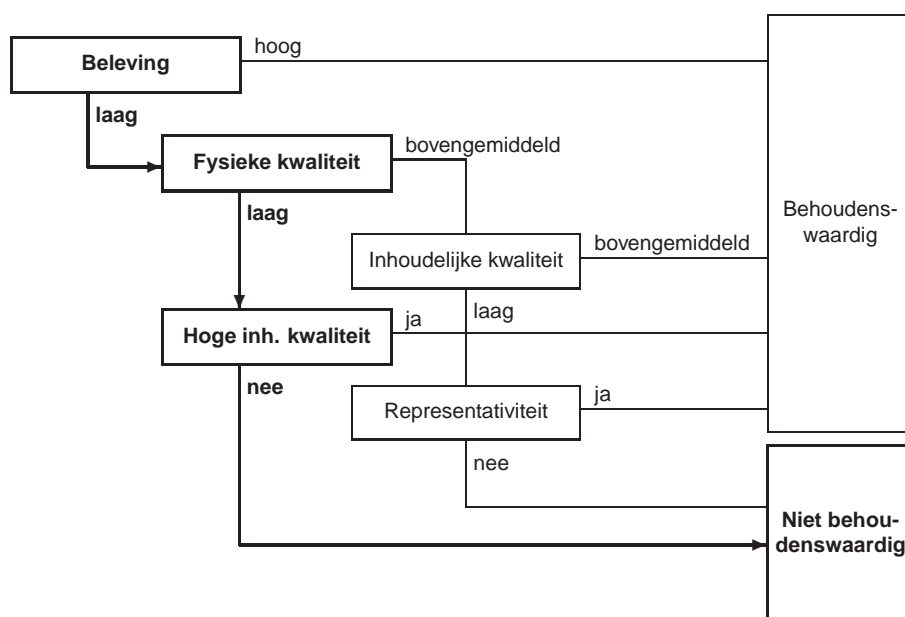 hoog
Beleving
laag
bovengemiddeld
Fysieke kwaliteit
laag
Behoudens-
waardig
bovengemiddeld
Inhoudelijke kwaliteit
laag
ja
Hoge inh. kwaliteit
nee
ja
Representativiteit
nee
Niet behou-
denswaardig